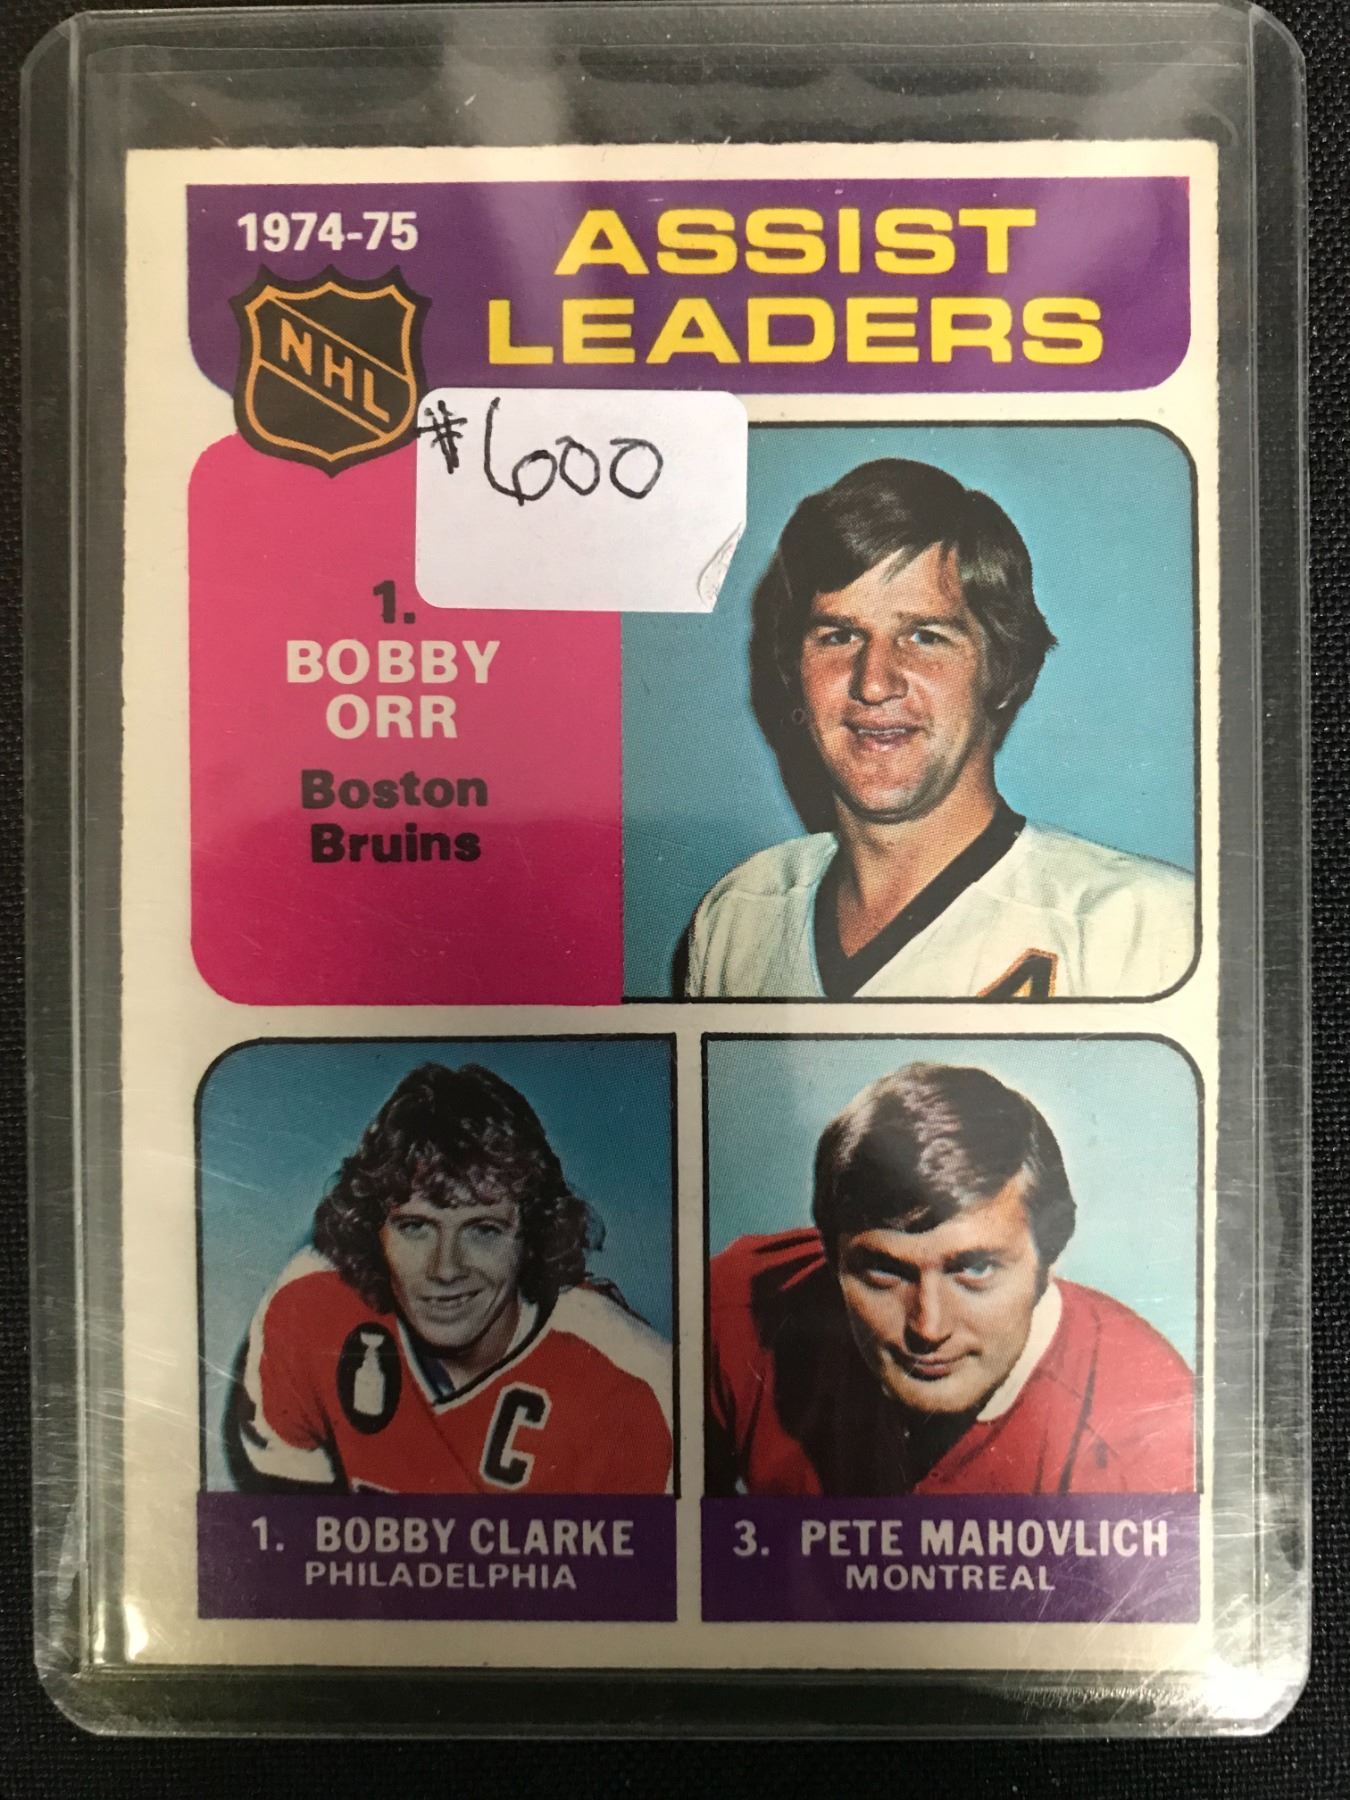 1974-75
ASSIST
LEADERS
NHL
#600
1.
BOBBY
ORR
Boston
Bruins
A
C
1. BOBBY CLARKE
PHILADELPHIA
3. PETE MAHOVLICH
MONTREAL